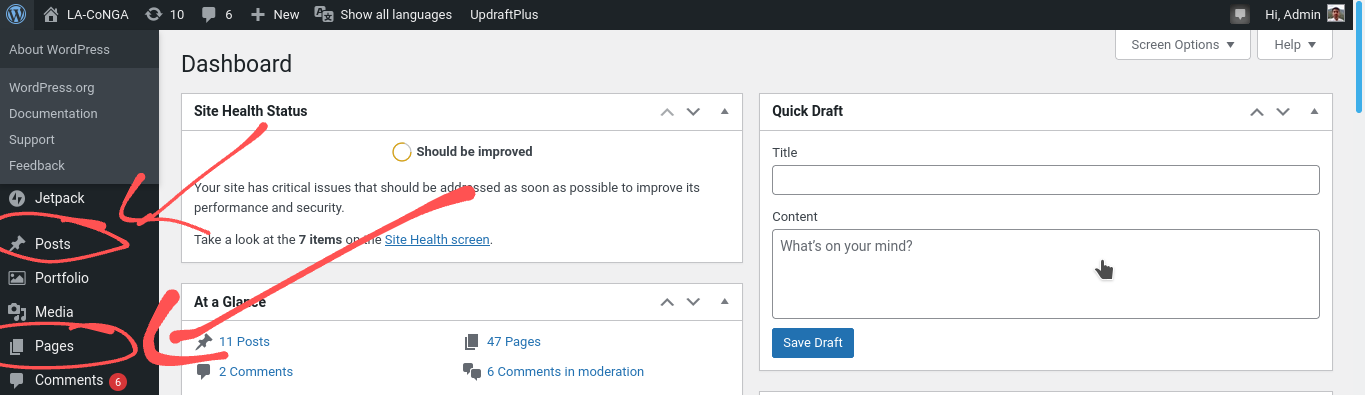 LA-CoNGA 10 6 New Show all languages UpdraftPlus Hi, Admin
About WordPress
WordPress.org
Documentation
Support
Feedback
Jetpack
Posts
Portfolio
Media
Pages
Comments 6
Screen Options Help
Dashboard
Site Health Status
Should be improved
Your site has critical issues that should be addressed as soon as possible to improve its
performance and security.
Take a look at the 7 items on the Site Health screen.
At a Glance
11 Posts 47 Pages
2 Comments 6 Comments in moderation
Quick Draft
Title
Content
What's on your mind?
Save Draft